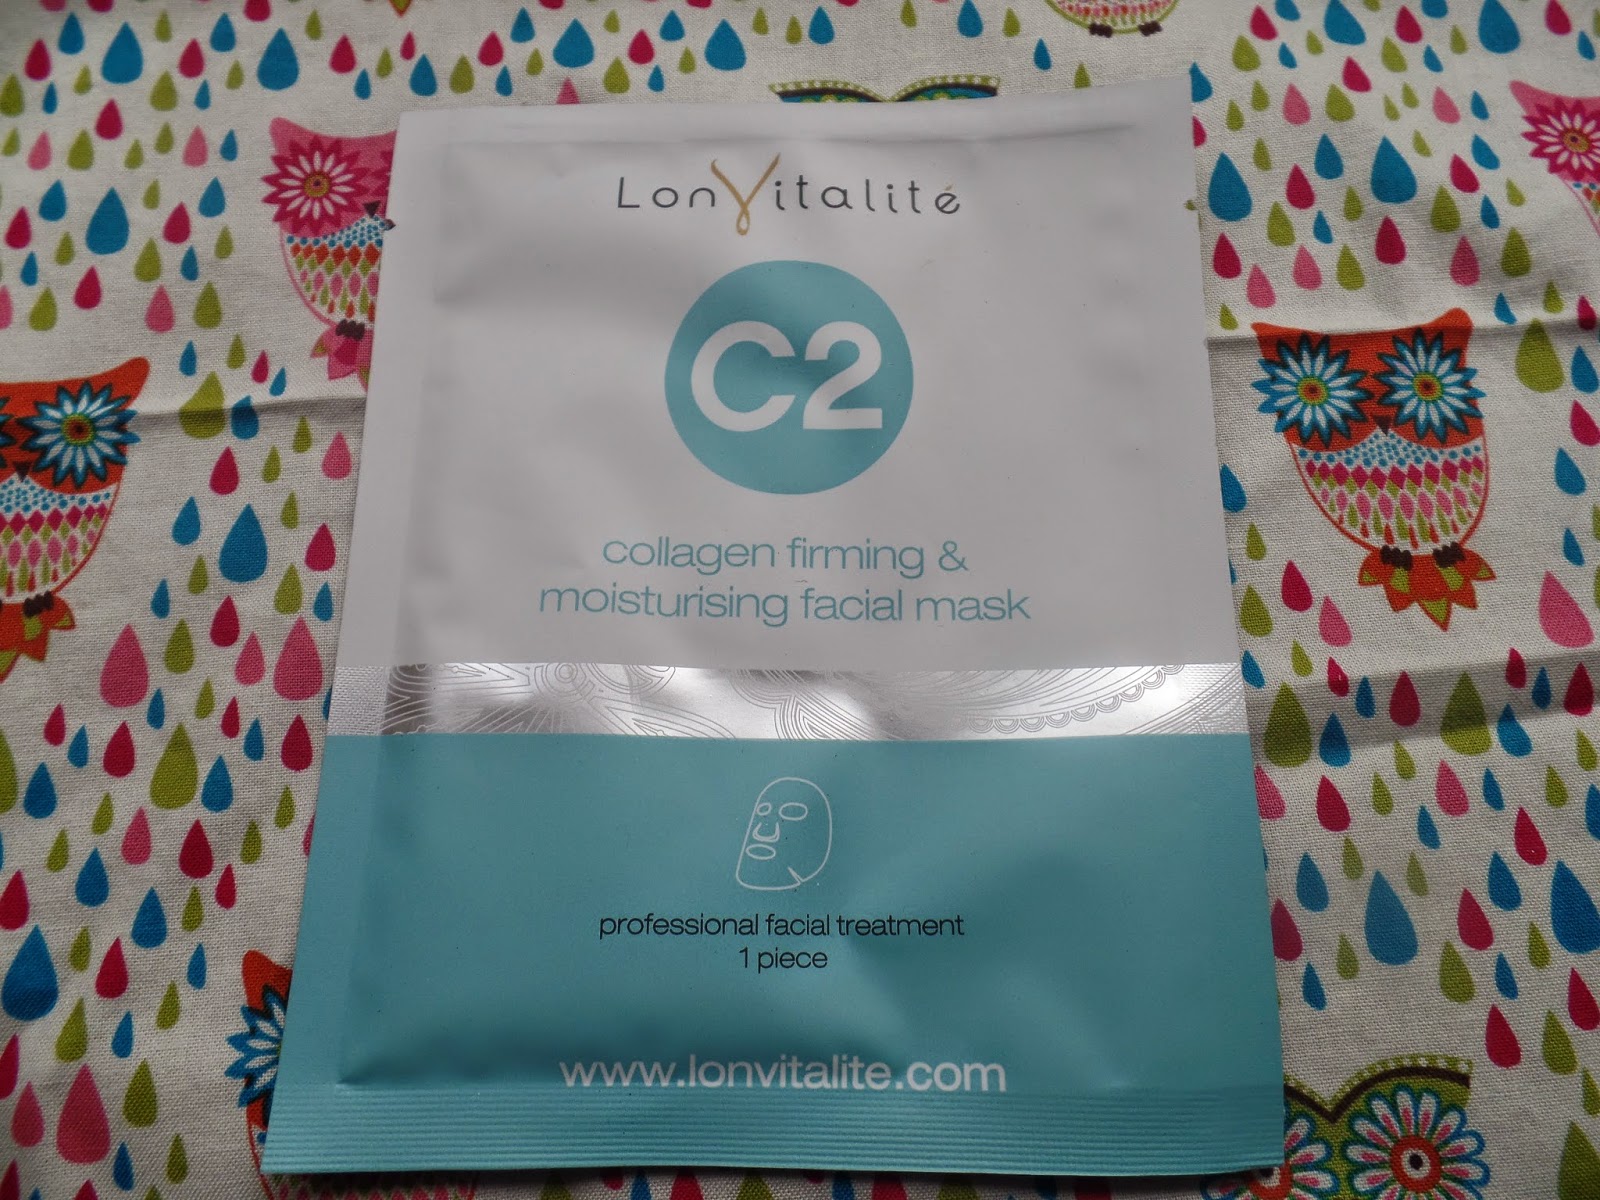 LonVitalité
C2
collagen firming &
moisturising facial mask
professional facial treatment
1 piece
www.lonvitalite.com